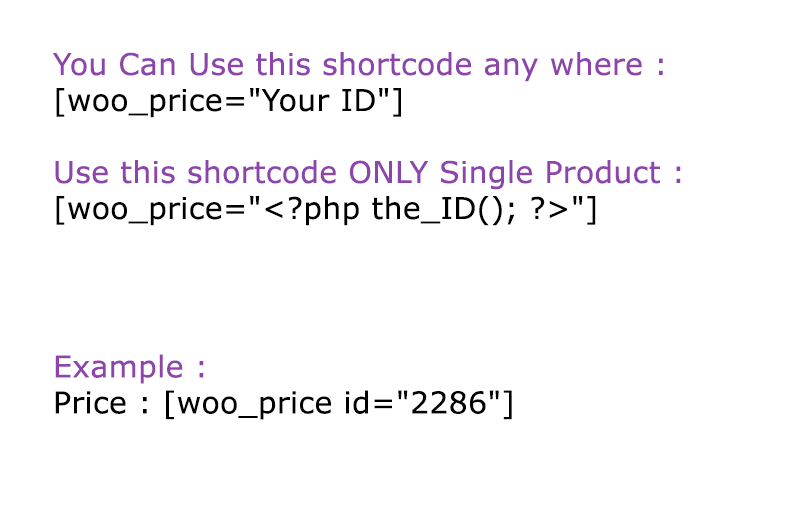 You Can Use this shortcode any where :
[woo_price="Your ID"]
Use this shortcode ONLY Single Product :
[woo_price="<?php the_ID(); ?>"]
Example :
Price : [woo_price id="2286"]